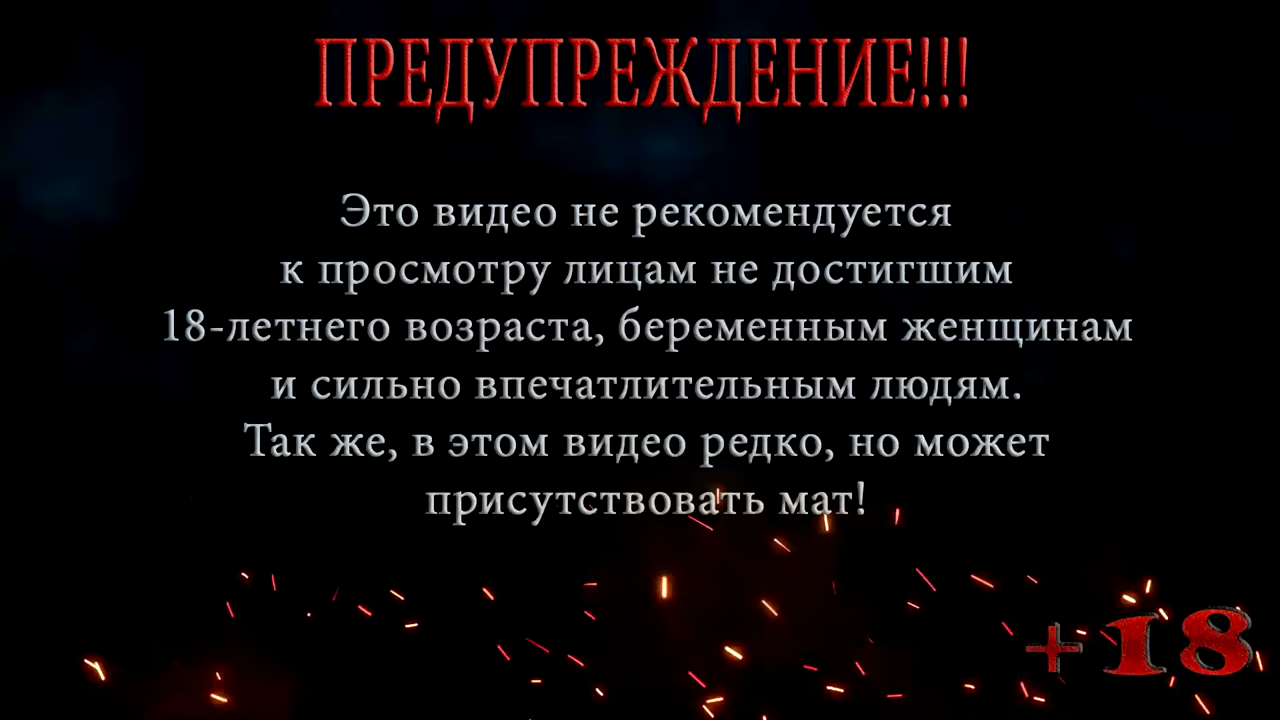 ПРЕДУПРЕЖДЕНИЕ!!!
Это видео не рекомендуется
к просмотру лицам не достигшим
18-летнего возраста, беременным женщинам
и сильно впечатлительным людям.
Так же, в этом видео редко, но может
присутствовать мат!
+18